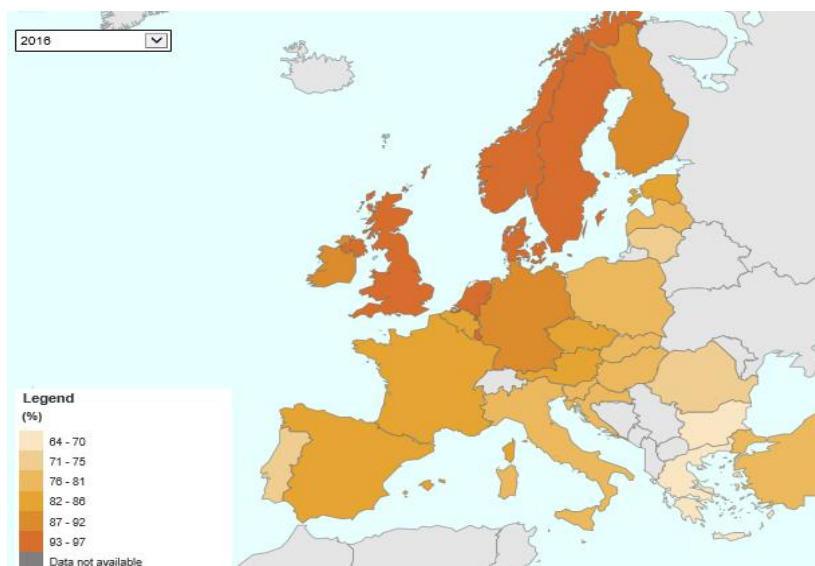 2016
Legend
(%)
64 - 70
71 - 75
76 - 81
82 - 86
87 - 92
93 - 97
Data not available